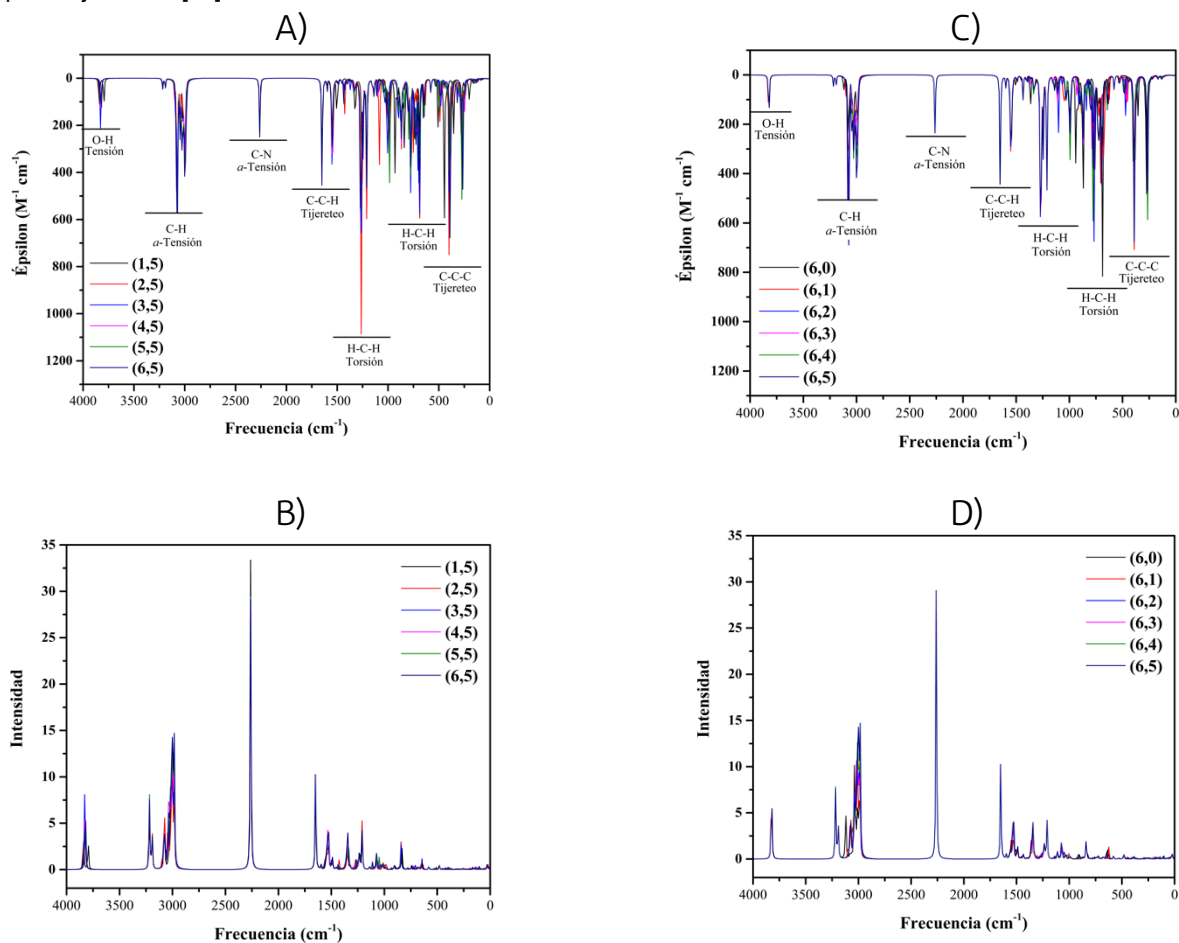 A)
0
200
400
600
800
1000
1200
Épsilon (M⁻¹ cm⁻¹)
O-H
Tensión
C-H
a-Tensión
C-N
a-Tensión
C-C-H
Tijereteo
H-C-H
Torsión
C-C-C
Tijereteo
H-C-H
Torsión
(1,5)
(2,5)
(3,5)
(4,5)
(5,5)
(6,5)
4000 3500 3000 2500 2000 1500 1000 500 0
Frecuencia (cm⁻¹)
C)
0
200
400
600
800
1000
1200
Épsilon (M⁻¹ cm⁻¹)
O-H
Tensión
C-H
a-Tensión
C-N
a-Tensión
C-C-H
Tijereteo
H-C-H
Torsión
C-C-C
Tijereteo
H-C-H
Torsión
(6,0)
(6,1)
(6,2)
(6,3)
(6,4)
(6,5)
4000 3500 3000 2500 2000 1500 1000 500 0
Frecuencia (cm⁻¹)
B)
35
30
25
20
15
10
5
0
Intensidad
(1,5)
(2,5)
(3,5)
(4,5)
(5,5)
(6,5)
4000 3500 3000 2500 2000 1500 1000 500 0
Frecuencia (cm⁻¹)
D)
35
30
25
20
15
10
5
0
Intensidad
(6,0)
(6,1)
(6,2)
(6,3)
(6,4)
(6,5)
4000 3500 3000 2500 2000 1500 1000 500 0
Frecuencia (cm⁻¹)